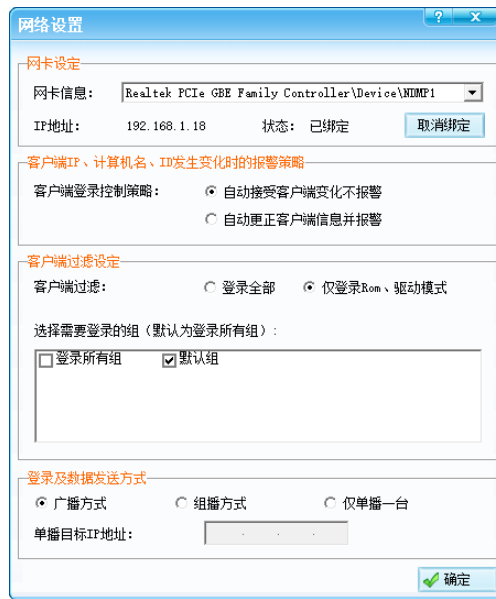 网络设置
网卡设定
网卡信息： Realtek PCIe GBE Family Controller\Device\NDMP1
IP地址： 192.168.1.18 状态： 已绑定 取消绑定
客户端IP、计算机名、ID发生变化时的报警策略
客户端登录控制策略： 自动接受客户端变化不报警
自动更正客户端信息并报警
客户端过滤设定
客户端过滤： 登录全部 仅登录Rom、驱动模式
选择需要登录的组（默认为登录所有组）：
登录所有组 默认组
登录及数据发送方式
广播方式 组播方式 仅单播一台
单播目标IP地址： . . .
确定